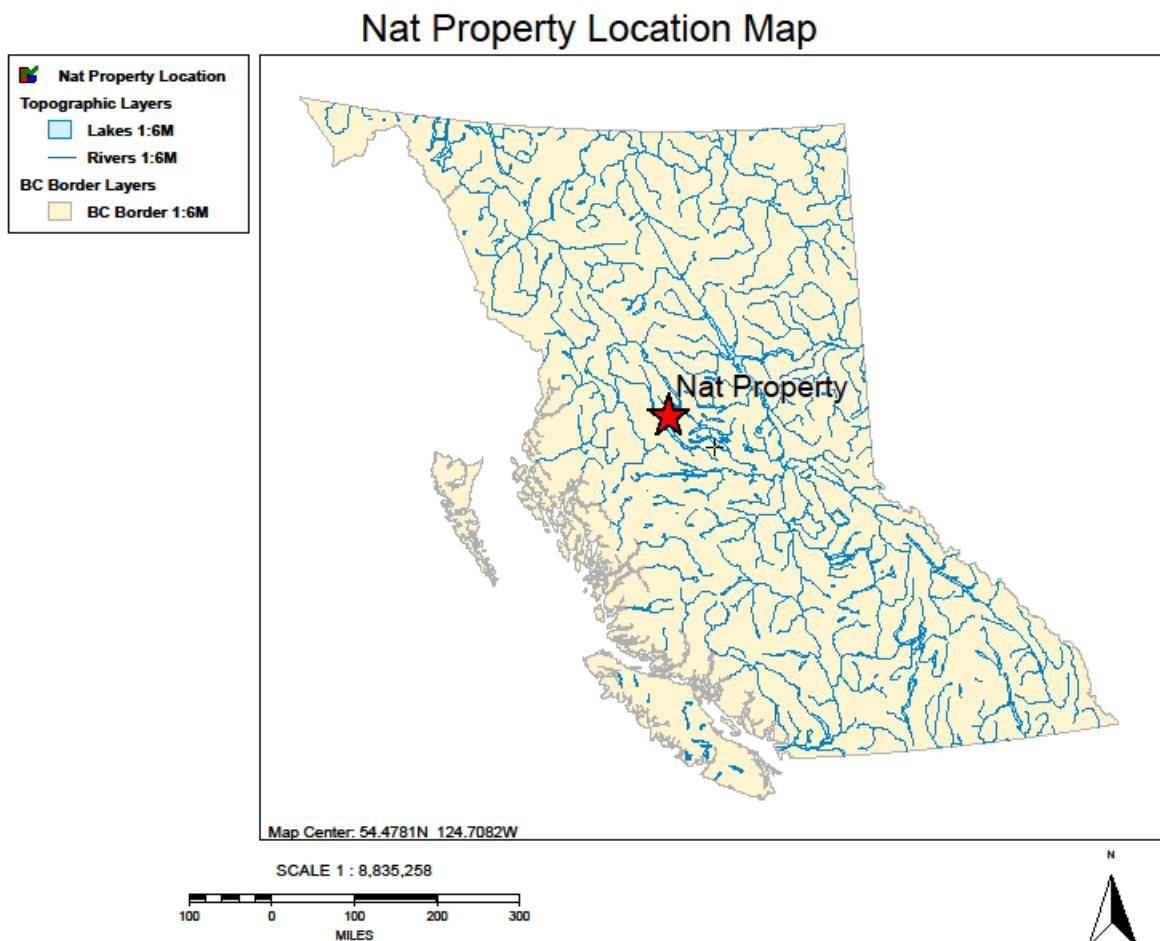 Nat Property Location Map
Nat Property Location
Topographic Layers
Lakes 1:6M
Rivers 1:6M
BC Border Layers
BC Border 1:6M
Nat Property
Map Center: 54.4781N 124.7082W
SCALE 1 : 8,835,258
100 0 100 200 300
MILES
N